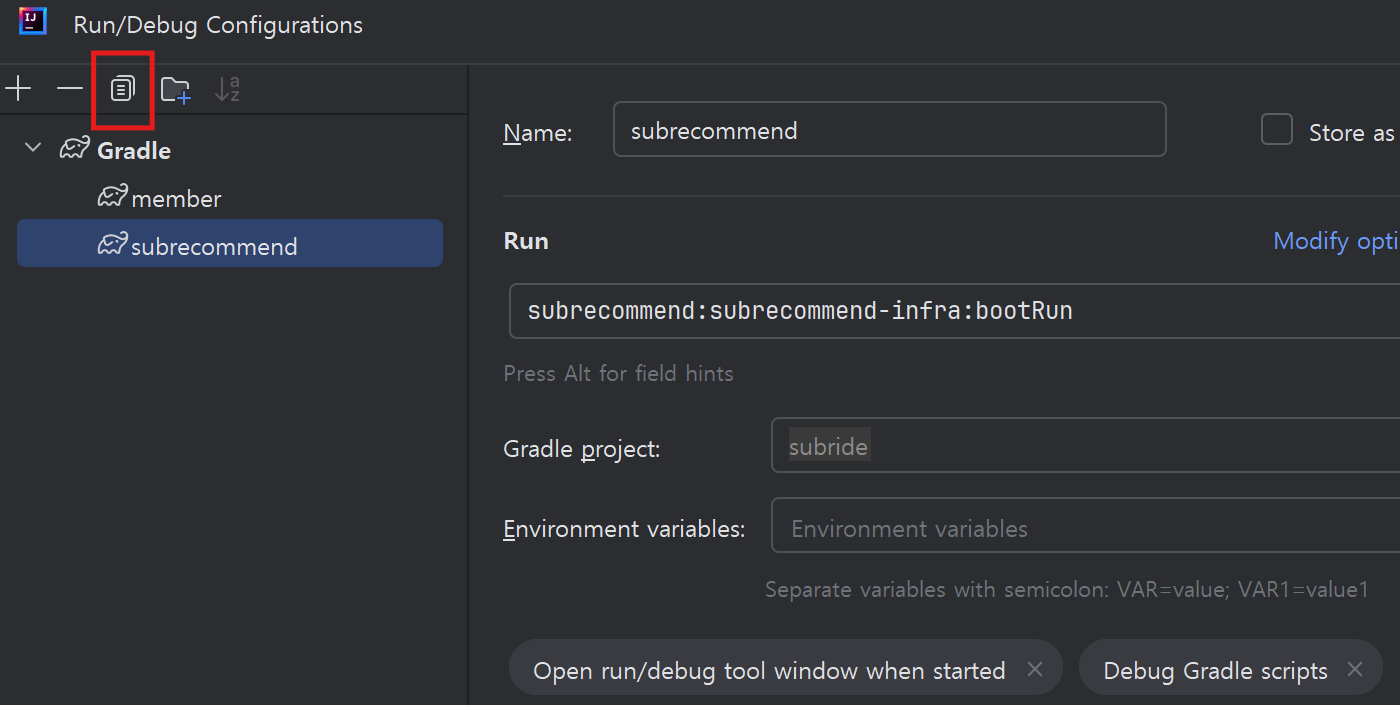 IJ
Run/Debug Configurations
a
z
Gradle
member
subrecommend
Name:
subrecommend
Store as
Run
Modify opti
subrecommend:subrecommend-infra:bootRun
Press Alt for field hints
Gradle project:
subride
Environment variables:
Environment variables
Separate variables with semicolon: VAR=value; VAR1=value1
Open run/debug tool window when started
Debug Gradle scripts